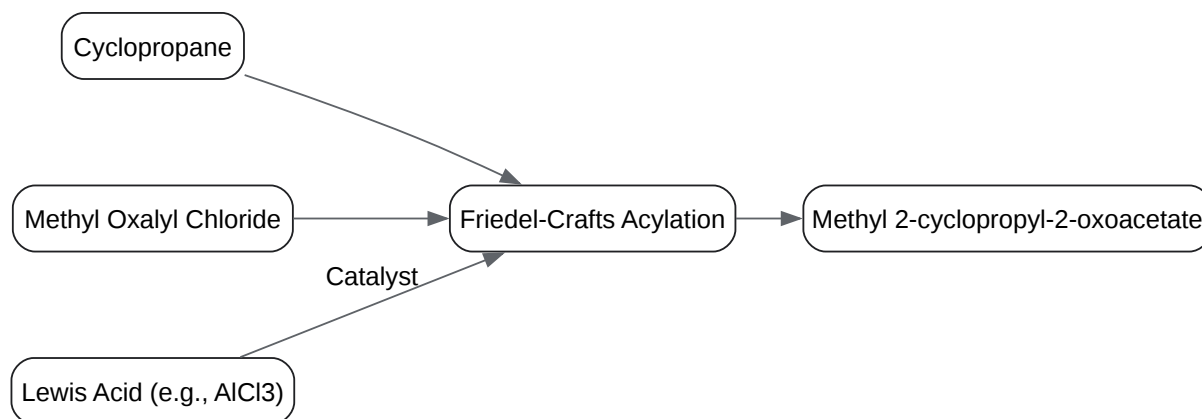 Cyclopropane
Methyl Oxalyl Chloride
Friedel-Crafts Acylation
Methyl 2-cyclopropyl-2-oxoacetate
Catalyst
Lewis Acid (e.g., AlCl3)